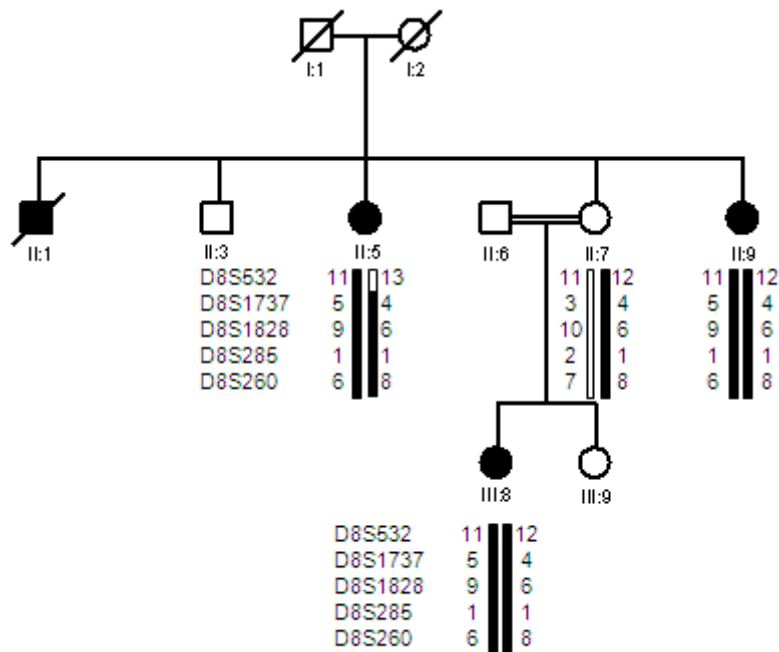 I:1 I:2
II:1 II:3 II:5 II:6 II:7 II:9
D8S532 11 13 11 12 11 12
D8S1737 5 4 3 4 5 4
D8S1828 9 6 10 6 9 6
D8S285 1 1 2 1 1 1
D8S260 6 8 7 8 6 8
III:8 III:9
D8S532 11 12
D8S1737 5 4
D8S1828 9 6
D8S285 1 1
D8S260 6 8